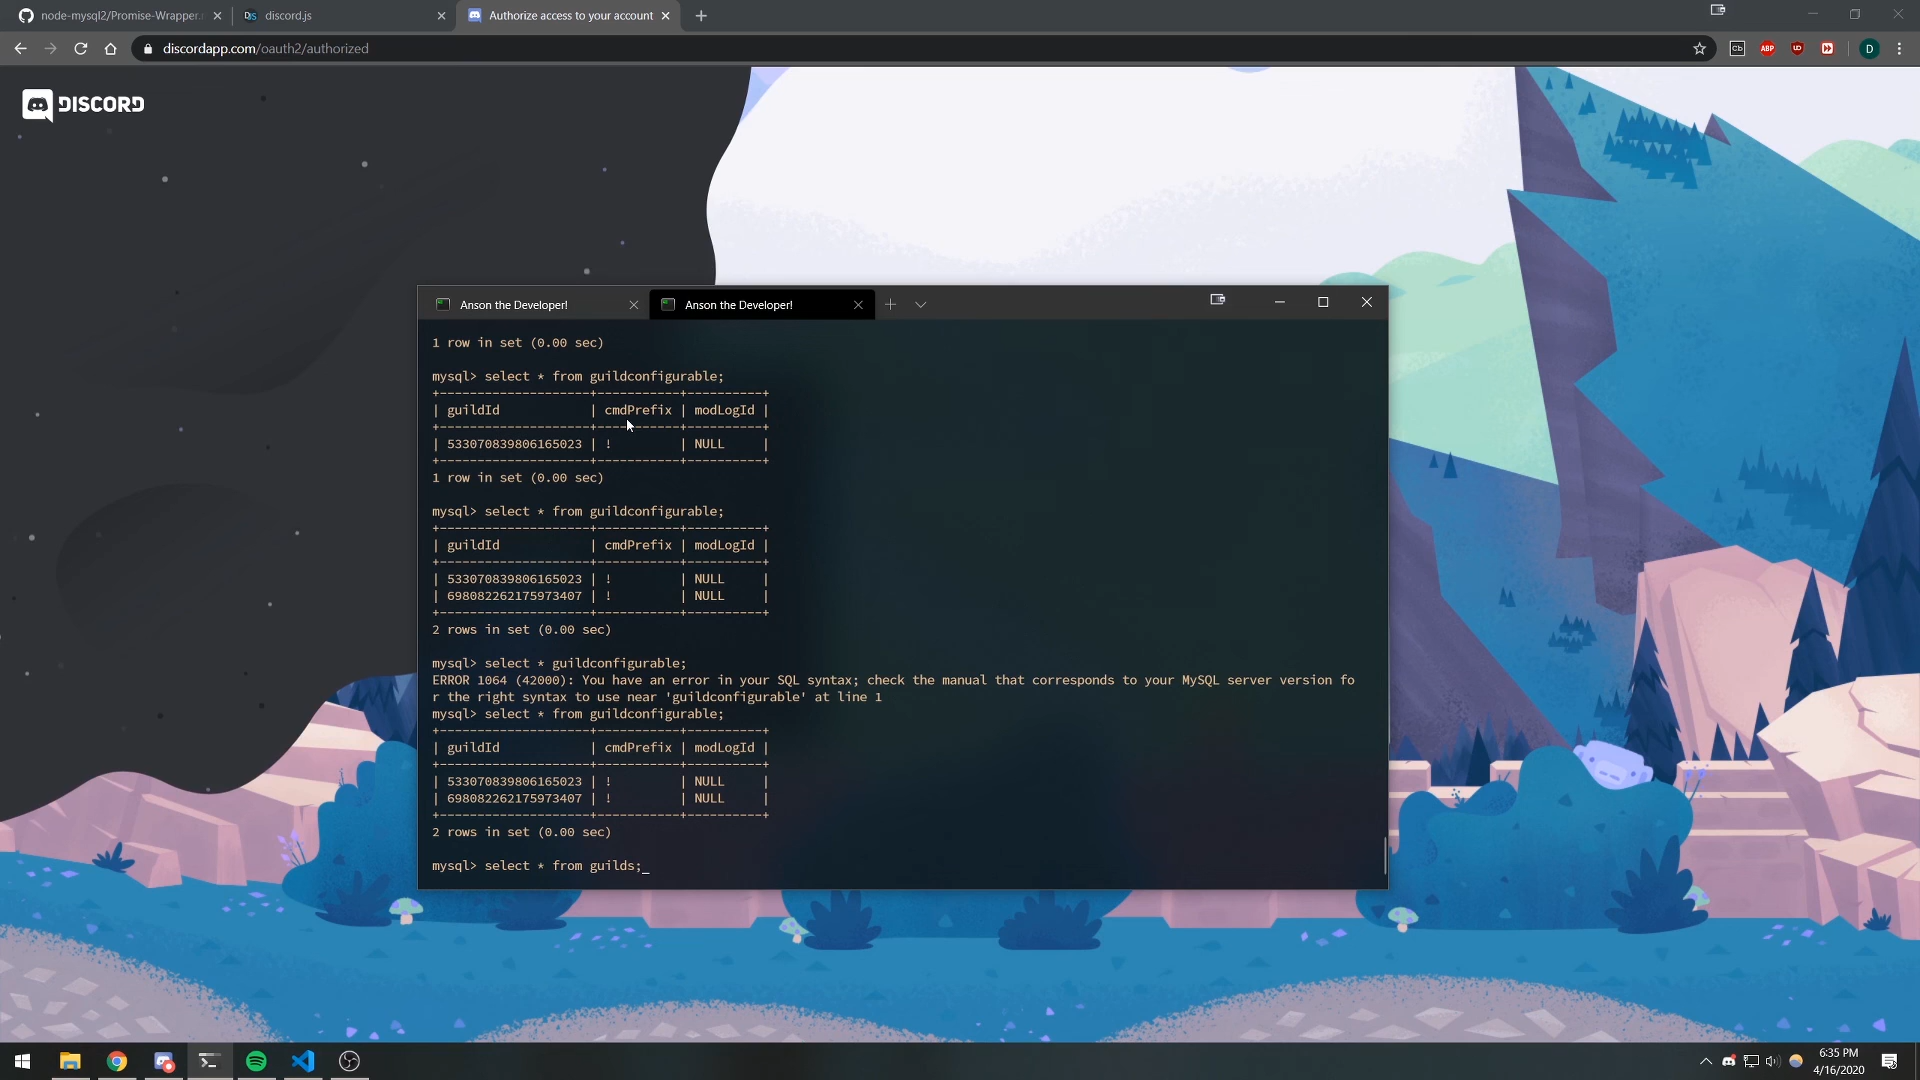 node-mysql2/Promise-Wrapper.
discord.js
Authorize access to your account
discordapp.com/oauth2/authorized
Cb
ABP
UD
D
DISCORD
Anson the Developer!
Anson the Developer!
1 row in set (0.00 sec)
mysql> select * from guildconfigurable;
+--------------------+-----------+----------+
| guildId            | cmdPrefix | modLogId |
+--------------------+-----------+----------+
| 533070839806165023 | !         | NULL     |
+--------------------+-----------+----------+
1 row in set (0.00 sec)
mysql> select * from guildconfigurable;
+--------------------+-----------+----------+
| guildId            | cmdPrefix | modLogId |
+--------------------+-----------+----------+
| 533070839806165023 | !         | NULL     |
| 698082262175973407 | !         | NULL     |
+--------------------+-----------+----------+
2 rows in set (0.00 sec)
mysql> select * guildconfigurable;
ERROR 1064 (42000): You have an error in your SQL syntax; check the manual that corresponds to your MySQL server version fo
r the right syntax to use near 'guildconfigurable' at line 1
mysql> select * from guildconfigurable;
+--------------------+-----------+----------+
| guildId            | cmdPrefix | modLogId |
+--------------------+-----------+----------+
| 533070839806165023 | !         | NULL     |
| 698082262175973407 | !         | NULL     |
+--------------------+-----------+----------+
2 rows in set (0.00 sec)
mysql> select * from guilds;_
6:35 PM
4/16/2020